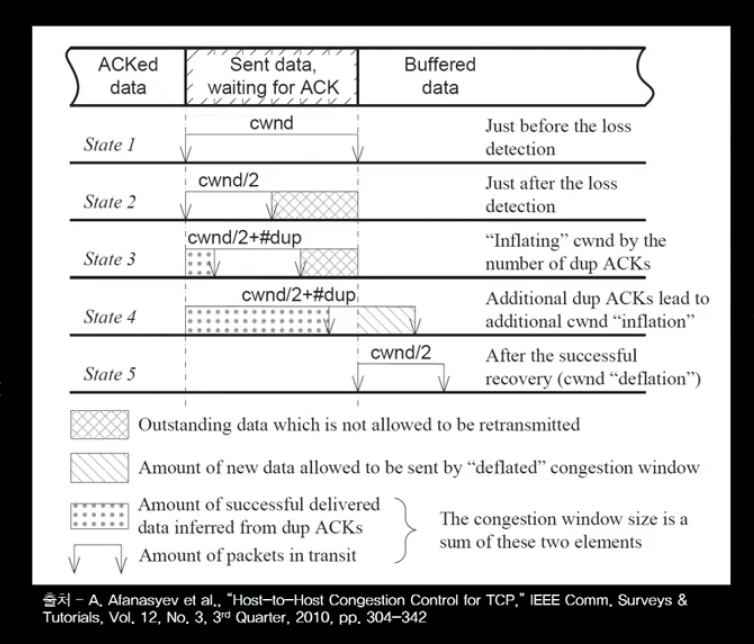 ACKed data
Sent data, waiting for ACK
Buffered data
State 1
cwnd
Just before the loss detection
State 2
cwnd/2
Just after the loss detection
State 3
cwnd/2+#dup
“Inflating” cwnd by the number of dup ACKs
State 4
cwnd/2+#dup
Additional dup ACKs lead to additional cwnd “inflation”
State 5
cwnd/2
After the successful recovery (cwnd “deflation”)
Outstanding data which is not allowed to be retransmitted
Amount of new data allowed to be sent by “deflated” congestion window
Amount of successful delivered data inferred from dup ACKs
Amount of packets in transit
The congestion window size is a sum of these two elements
출처 – A. Afanasyev et al., “Host-to-Host Congestion Control for TCP,” IEEE Comm. Surveys &
Tutorials, Vol. 12, No. 3, 3rd Quarter, 2010, pp. 304-342